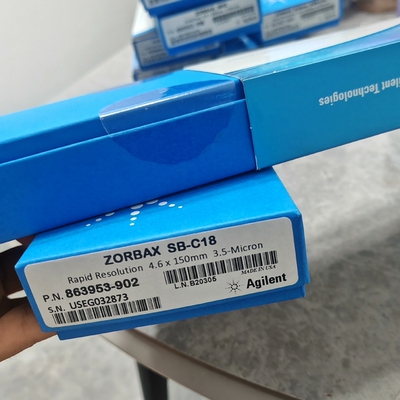 ilent Technologies
ZORBAX SB-C18
Rapid Resolution 4.6 x 150mm 3.5-Micron
P.N. 863953-902
S.N. USEG032873
L.N. B20305
MADE IN USA
Agilent